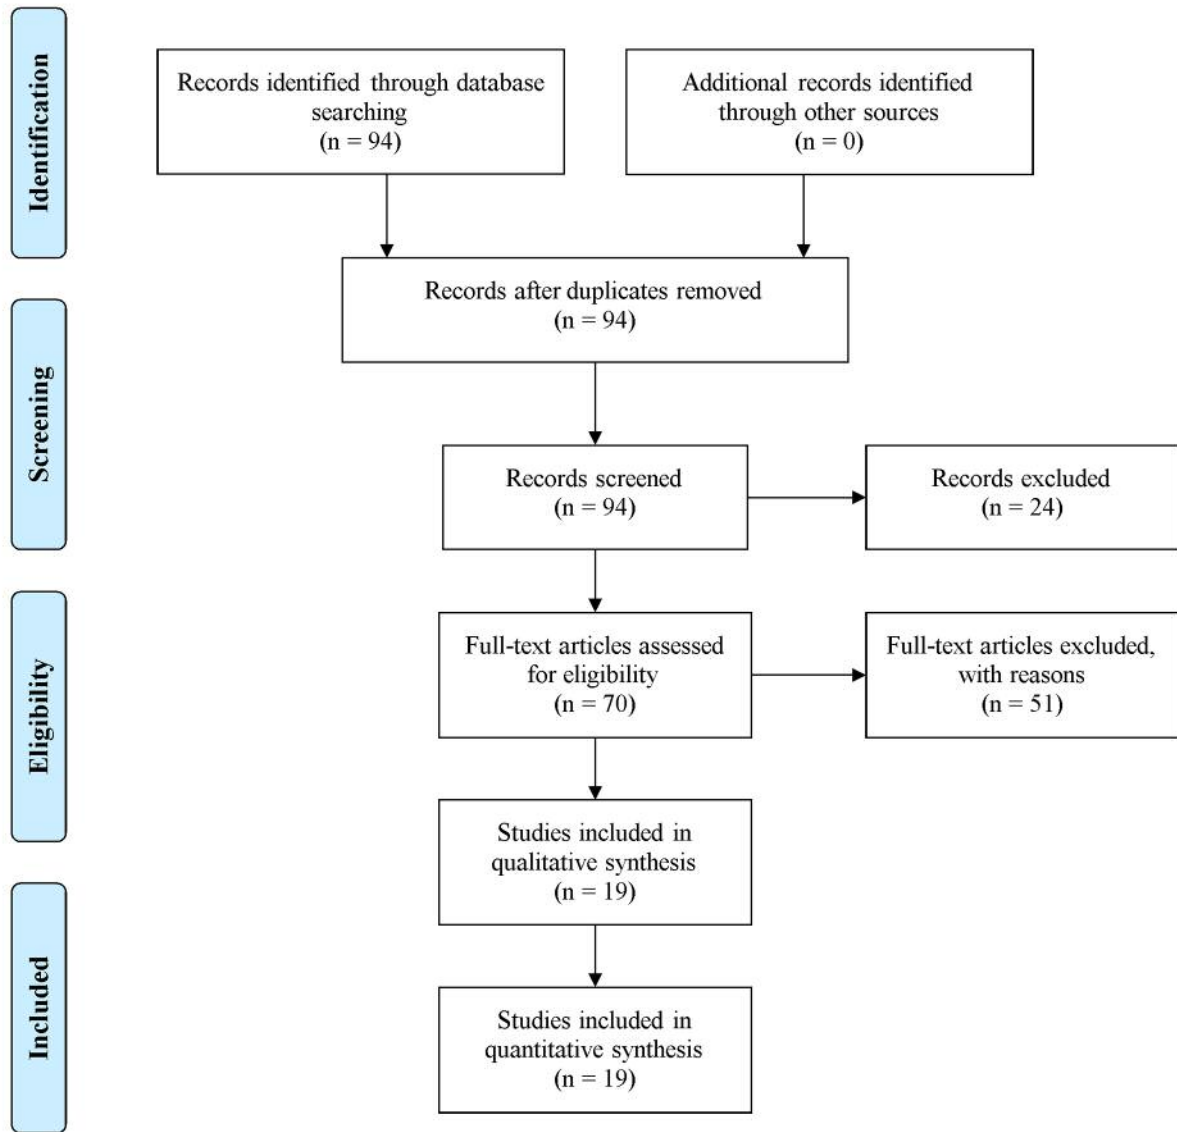 Identification
Records identified through database
searching
(n = 94)
Additional records identified
through other sources
(n = 0)
Records after duplicates removed
(n = 94)
Screening
Records screened
(n = 94)
Records excluded
(n = 24)
Eligibility
Full-text articles assessed
for eligibility
(n = 70)
Full-text articles excluded,
with reasons
(n = 51)
Studies included in
qualitative synthesis
(n = 19)
Included
Studies included in
quantitative synthesis
(n = 19)